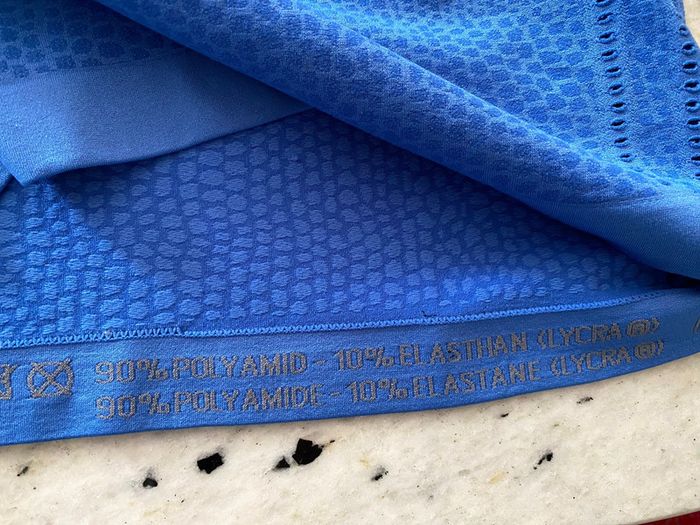 90% POLYAMID - 10% ELASTHAN (LYCRA®)
90% POLYAMIDE - 10% ELASTANE (LYCRA®)